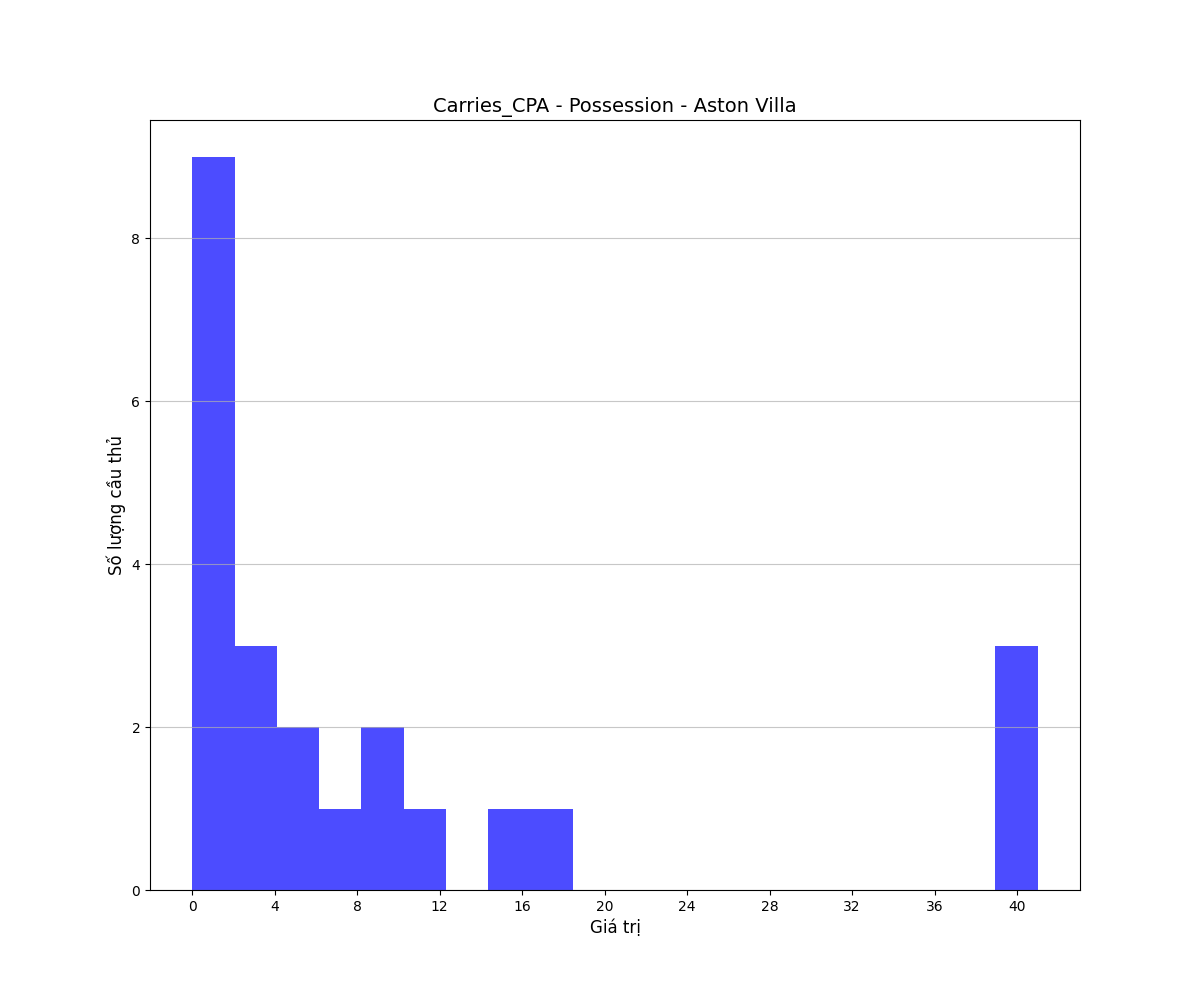 Carries_CPA - Possession - Aston Villa
Số lượng cầu thủ
8
6
4
2
0
0 4 8 12 16 20 24 28 32 36 40
Giá trị